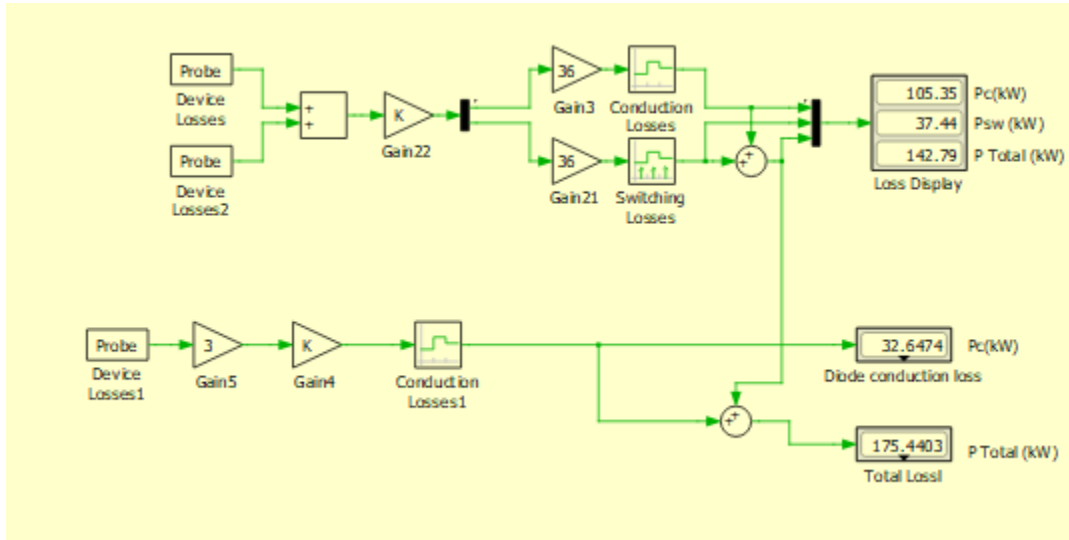 Probe
Device
Losses
+
+
Probe
Device
Losses2
K
Gain22
36
Gain3
Conduction
Losses
36
Gain21
Switching
Losses
+
+
105.35 Pc(kW)
37.44 Psw (kW)
142.79 P Total (kW)
Loss Display
Probe
Device
Losses1
3
Gain5
K
Gain4
Conduction
Losses1
32.6474 Pc(kW)
Diode conduction loss
+
+
175.4403 P Total (kW)
Total Lossl